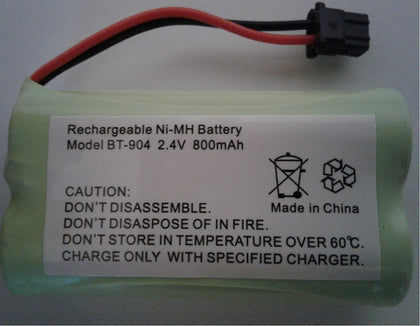 Rechargeable Ni-MH Battery
Model BT-904 2.4V 800mAh
Made in China
CAUTION:
DON'T DISASSEMBLE.
DON'T DISASPOSE OF IN FIRE.
DON'T STORE IN TEMPERATURE OVER 60℃.
CHARGE ONLY WITH SPECIFIED CHARGER.